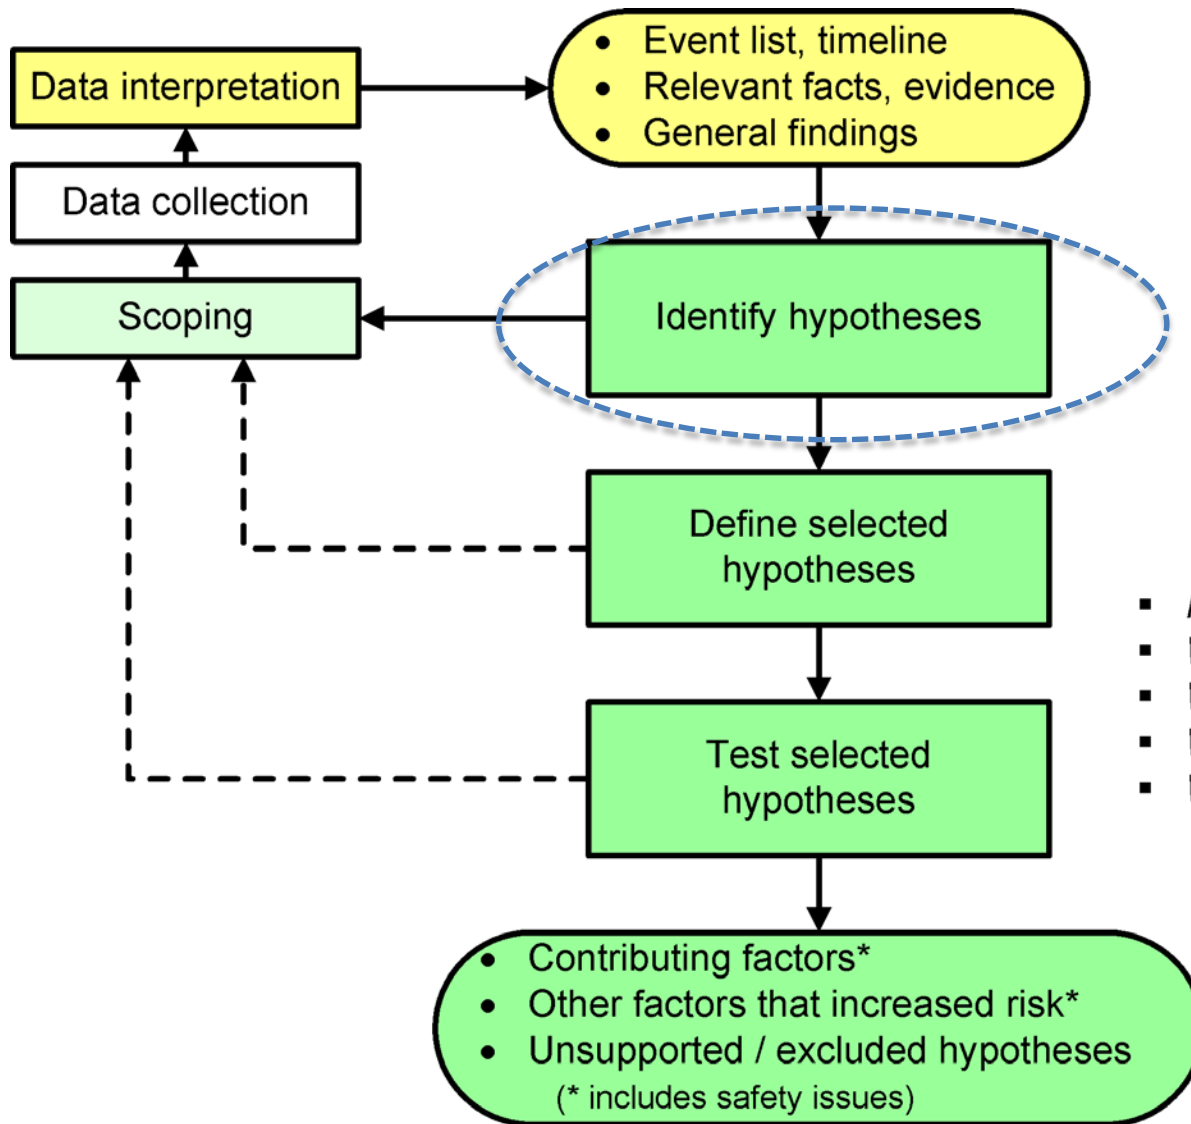 Data interpretation
Data collection
Scoping
• Event list, timeline
• Relevant facts, evidence
• General findings
Identify hypotheses
Define selected
hypotheses
Test selected
hypotheses
• Contributing factors*
• Other factors that increased risk*
• Unsupported / excluded hypotheses
(* includes safety issues)